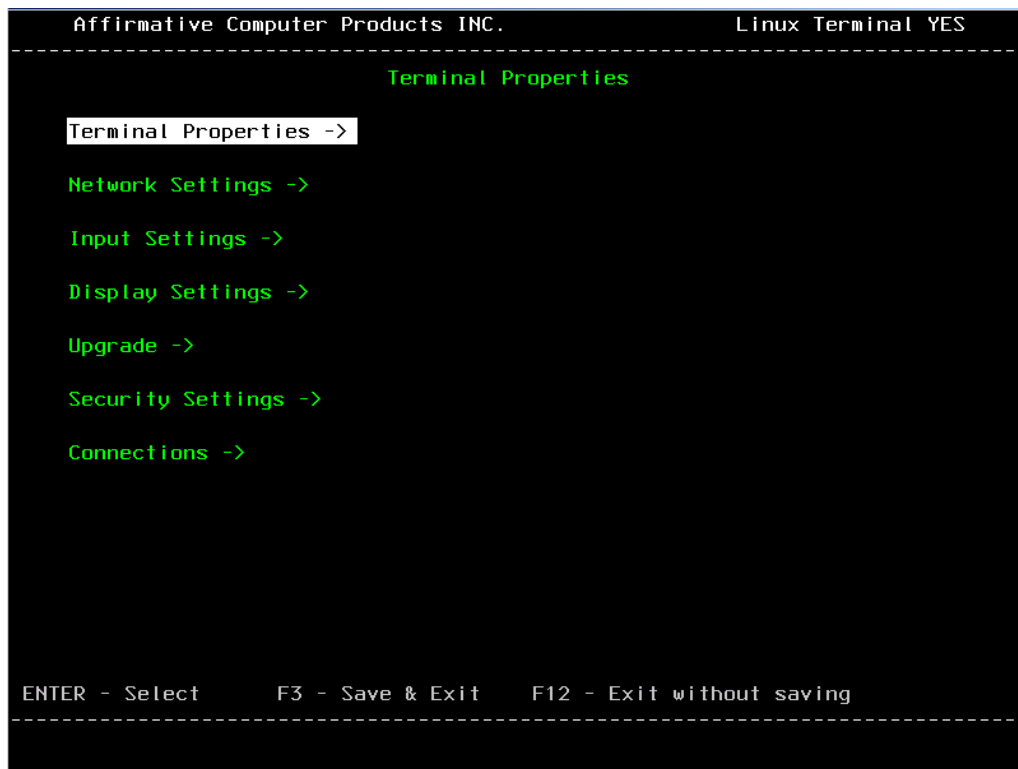 Affirmative Computer Products INC. Linux Terminal YES
Terminal Properties
Terminal Properties ->
Network Settings ->
Input Settings ->
Display Settings ->
Upgrade ->
Security Settings ->
Connections ->
ENTER - Select F3 - Save & Exit F12 - Exit without saving